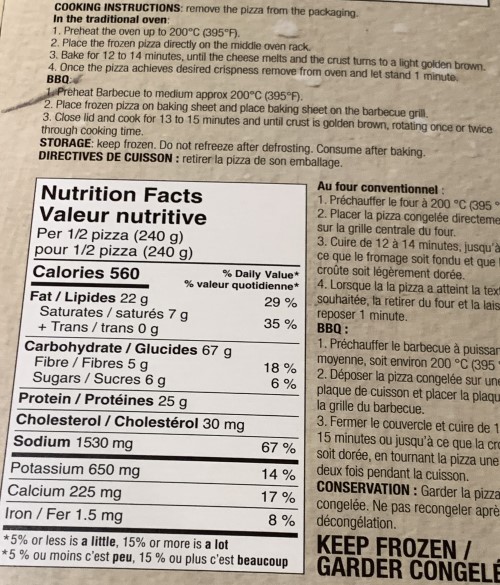 COOKING INSTRUCTIONS: remove the pizza from the packaging.
In the traditional oven:
1. Preheat the oven up to 200°C (395°F).
2. Place the frozen pizza directly on the middle oven rack.
3. Bake for 12 to 14 minutes, until the cheese melts and the crust turns to a light golden brown.
4. Once the pizza achieves desired crispness remove from oven and let stand 1 minute.
BBQ:
1. Preheat Barbecue to medium approx 200°C (395°F).
2. Place frozen pizza on baking sheet and place baking sheet on the barbecue grill.
3. Close lid and cook for 13 to 15 minutes and until crust is golden brown, rotating once or twice
through cooking time.
STORAGE: keep frozen. Do not refreeze after defrosting. Consume after baking.
DIRECTIVES DE CUISSON : retirer la pizza de son emballage.
Nutrition Facts
Valeur nutritive
Per 1/2 pizza (240 g)
pour 1/2 pizza (240 g)
Calories 560
% Daily Value*
% valeur quotidienne*
Fat / Lipides 22 g 29 %
Saturates / saturés 7 g
+ Trans / trans 0 g 35 %
Carbohydrate / Glucides 67 g
Fibre / Fibres 5 g 18 %
Sugars / Sucres 6 g 6 %
Protein / Protéines 25 g
Cholesterol / Cholestérol 30 mg
Sodium 1530 mg 67 %
Potassium 650 mg 14 %
Calcium 225 mg 17 %
Iron / Fer 1.5 mg 8 %
*5% or less is a little, 15% or more is a lot
*5 % ou moins c'est peu, 15 % ou plus c'est beaucoup
Au four conventionnel :
1. Préchauffer le four à 200 °C (395 °
2. Placer la pizza congelée directeme
sur la grille centrale du four.
3. Cuire de 12 à 14 minutes, jusqu'à
ce que le fromage soit fondu et que
croûte soit légèrement dorée.
4. Lorsque la la pizza a atteint la tex
souhaitée, la retirer du four et la lais
reposer 1 minute.
BBQ :
1. Préchauffer le barbecue à puissan
moyenne, soit environ 200 °C (395
2. Déposer la pizza congelée sur un
plaque de cuisson et placer la plaqu
la grille du barbecue.
3. Fermer le couvercle et cuire de 1
15 minutes ou jusqu'à ce que la cro
soit dorée, en tournant la pizza une
deux fois pendant la cuisson.
CONSERVATION : Garder la pizza
congelée. Ne pas recongeler aprè
décongélation.
KEEP FROZEN /
GARDER CONGELÉ